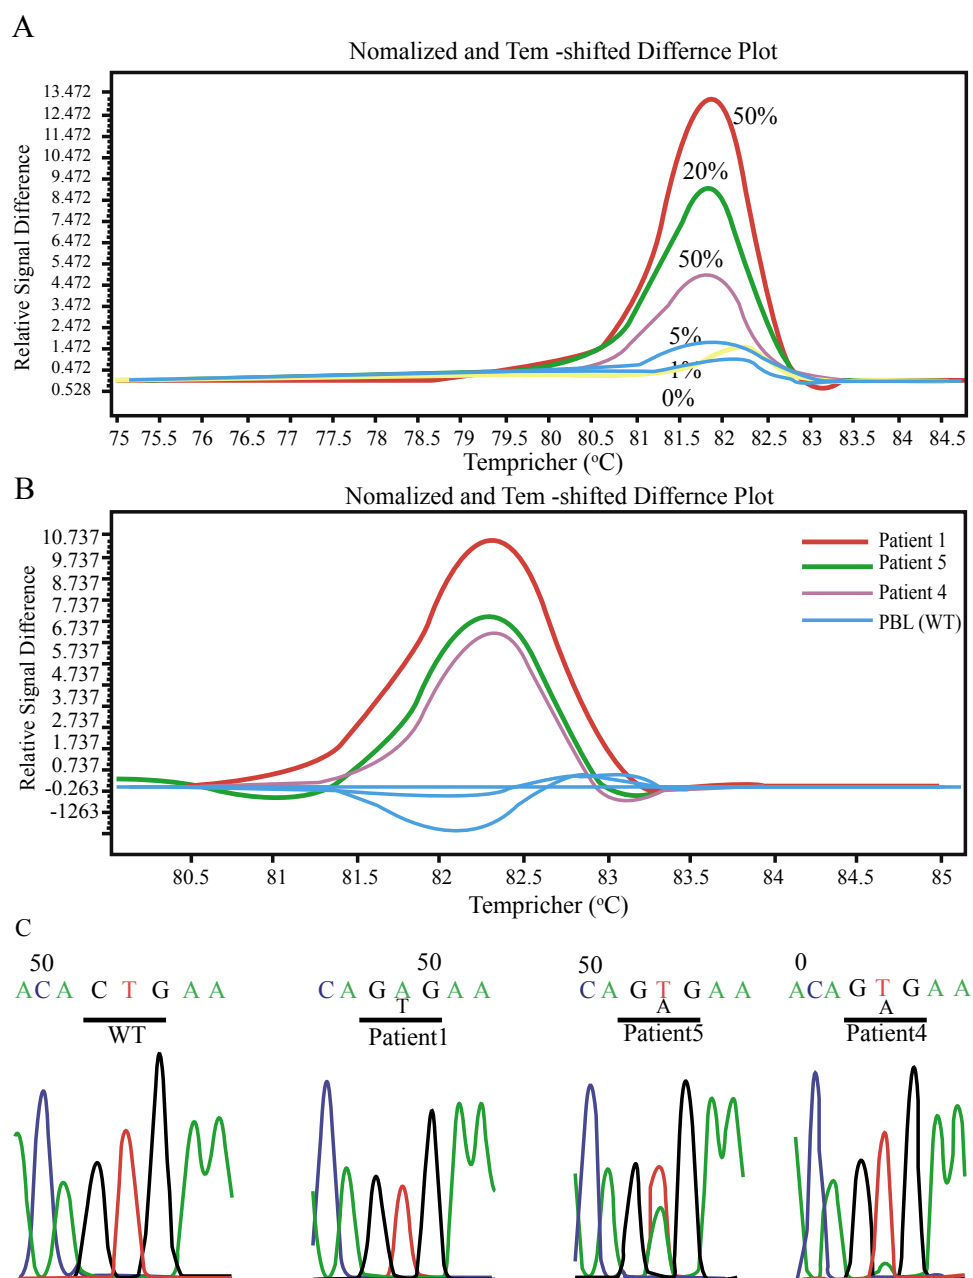 A
Nomalized and Tem -shifted Differnce Plot
Relative Signal Difference
13.472
12.472
11.472
10.472
9.472
8.472
7.472
6.472
5.472
4.472
3.472
2.472
1.472
0.472
0.528
50%
20%
50%
5%
1%
0%
75 75.5 76 76.5 77 77.5 78 78.5 79 79.5 80 80.5 81 81.5 82 82.5 83 83.5 84 84.5
Tempricher (°C)
B
Nomalized and Tem -shifted Differnce Plot
Relative Signal Difference
10.737
9.737
8.737
7.737
6.737
5.737
4.737
3.737
2.737
1.737
0.737
-0.263
-1263
Patient 1
Patient 5
Patient 4
PBL (WT)
80.5 81 81.5 82 82.5 83 83.5 84 84.5 85
Tempricher (°C)
C
50 50 50 0
ACA C T G A A CA G A G A A C A G T G A A ACA G T G A A
T A A
WT Patient1 Patient5 Patient4